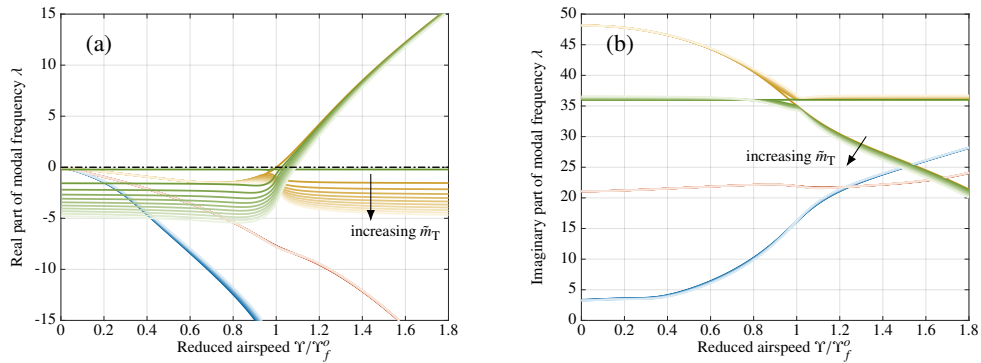 (a)
Real part of modal frequency λ
15
10
5
0
-5
-10
-15
increasing m̃T
0 0.2 0.4 0.6 0.8 1 1.2 1.4 1.6 1.8
Reduced airspeed Υ/Υf^o
(b)
Imaginary part of modal frequency λ
50
45
40
35
30
25
20
15
10
5
0
increasing m̃T
0 0.2 0.4 0.6 0.8 1 1.2 1.4 1.6 1.8
Reduced airspeed Υ/Υf^o